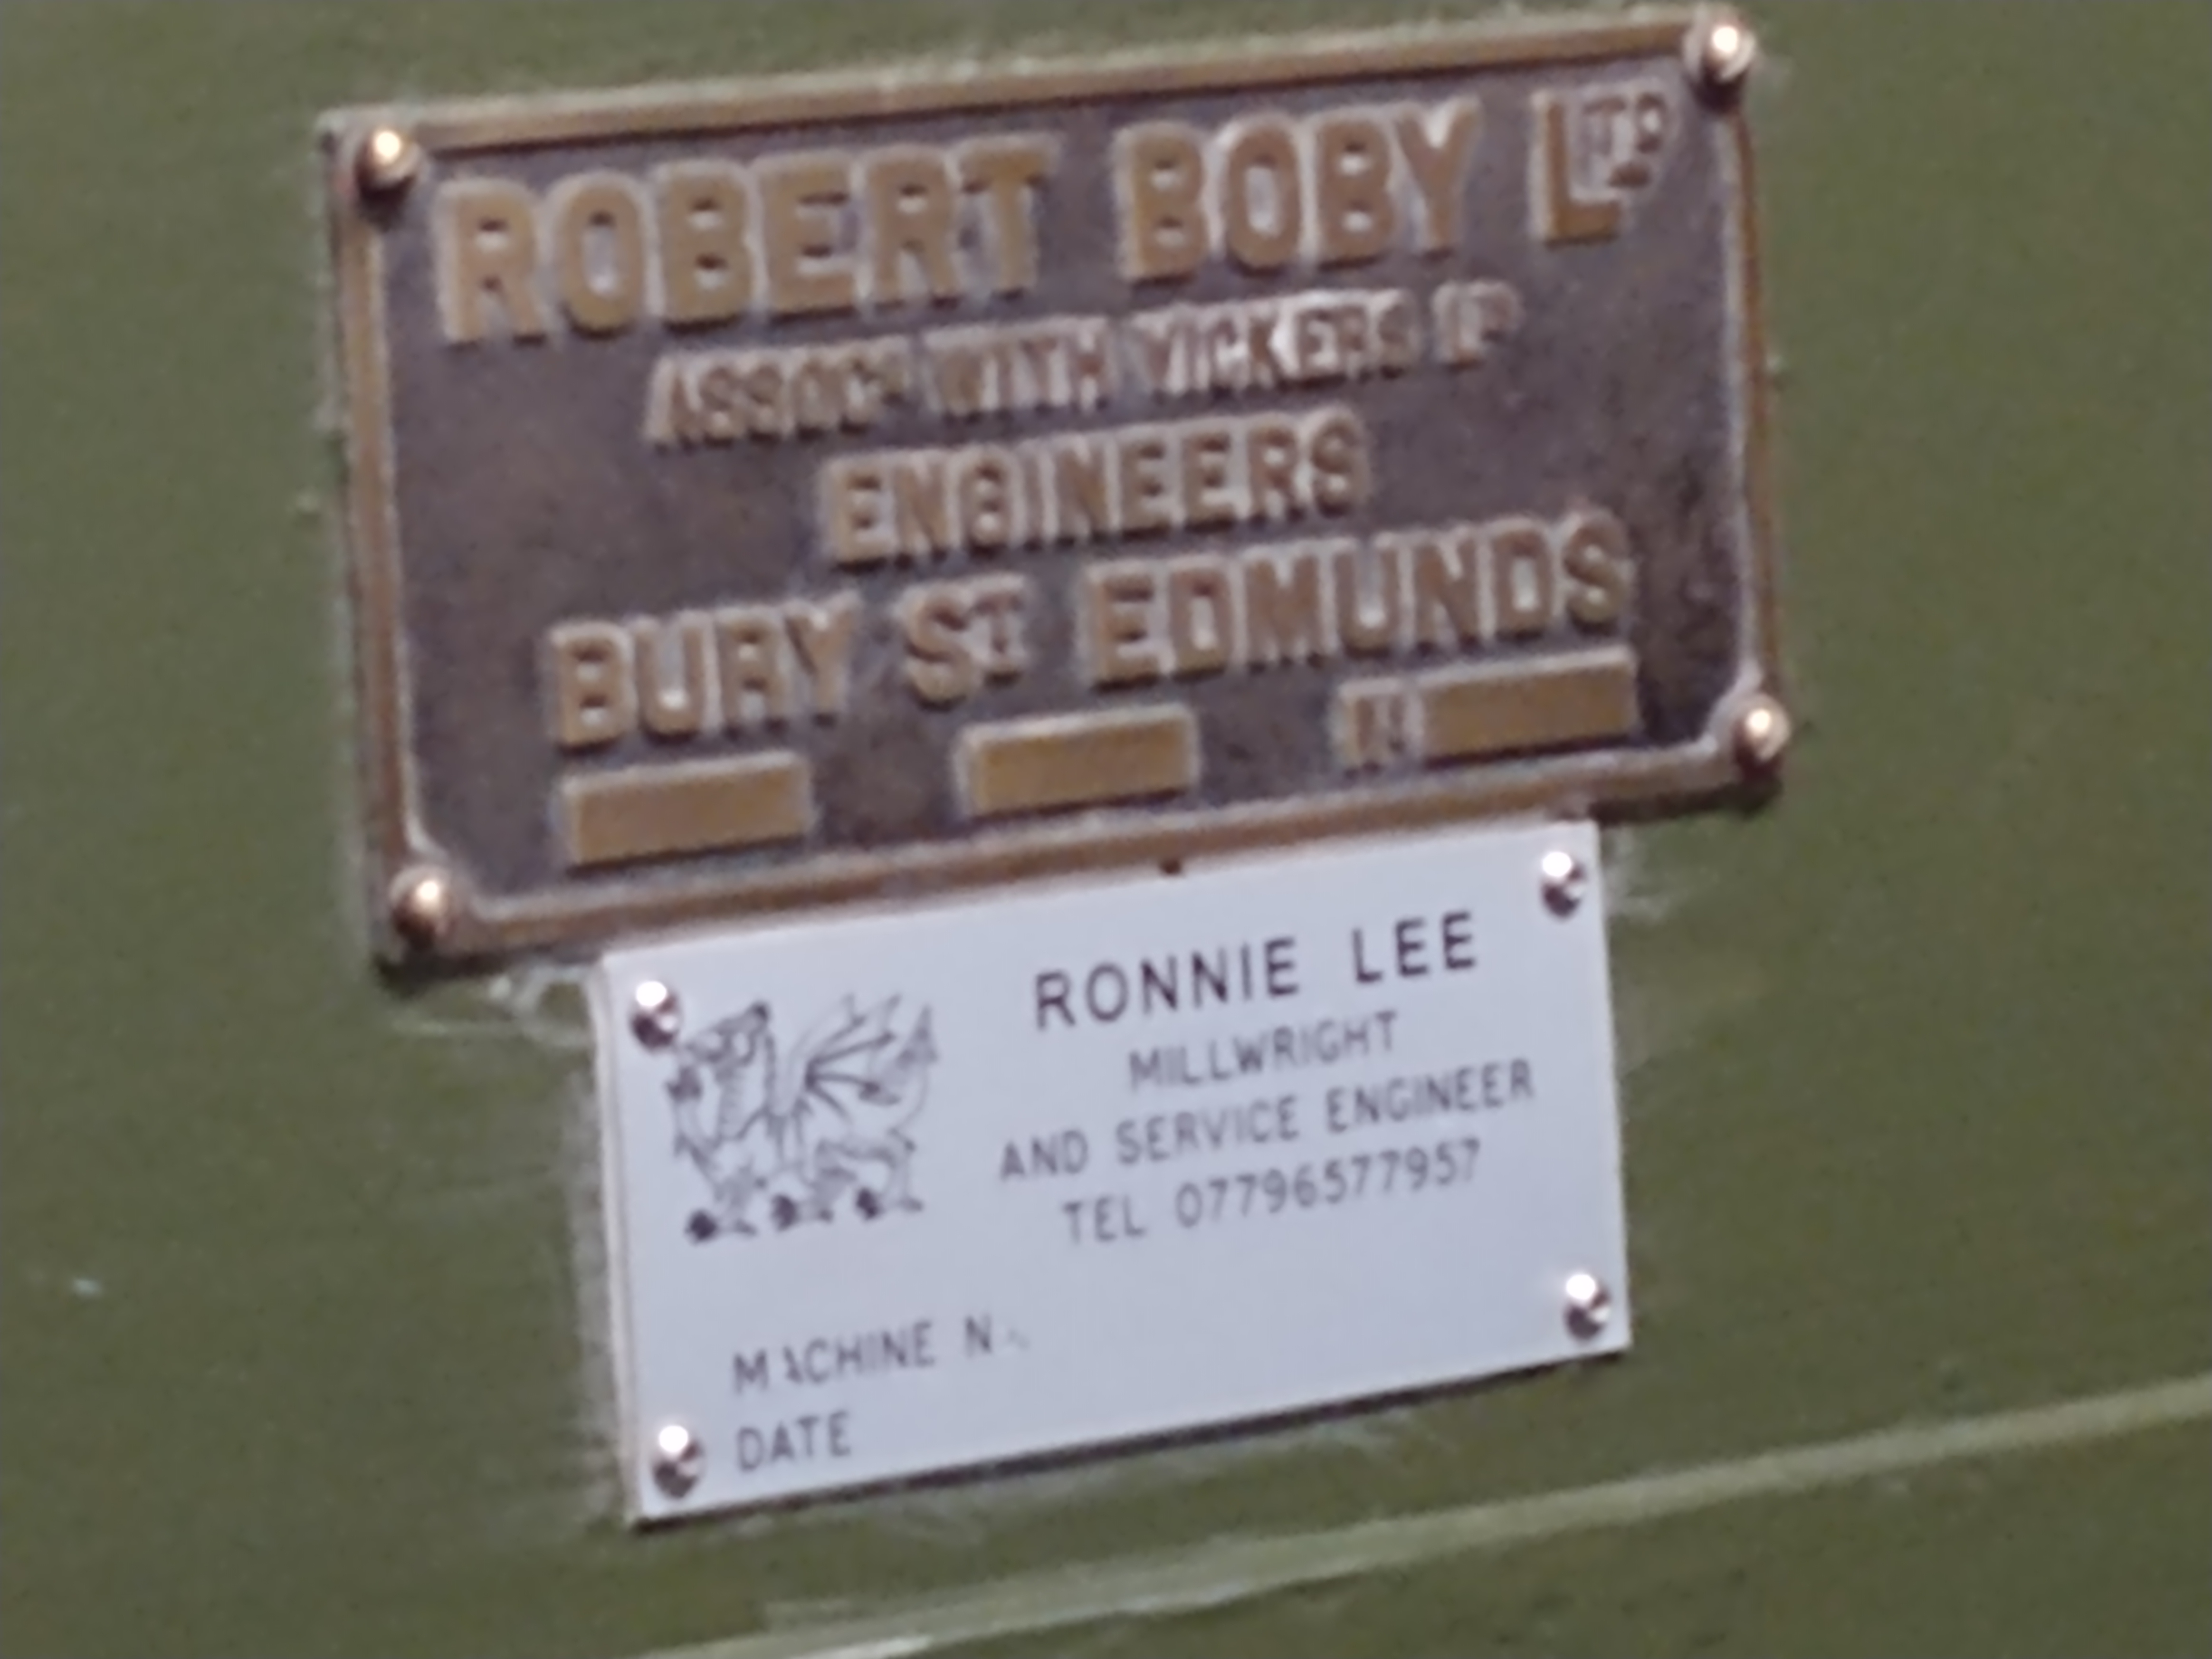 ROBERT BOBY LTD
ASSOCD WITH VICKERS LTD
ENGINEERS
BURY ST EDMUNDS
No
RONNIE LEE
MILLWRIGHT
AND SERVICE ENGINEER
TEL 07796577957
MACHINE N
DATE